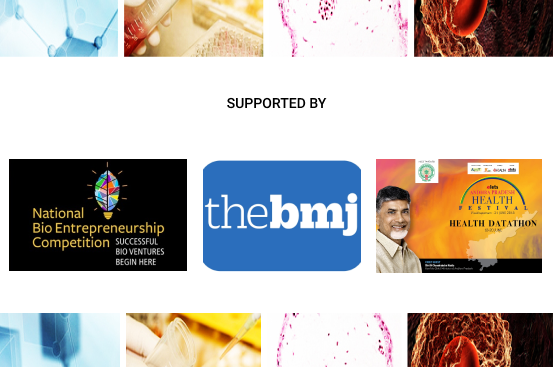 SUPPORTED BY
National
Bio Entrepreneurship
Competition
SUCCESSFUL
BIO VENTURES
BEGIN HERE
thebmj
ANDHRA PRADESH
HEALTH
FESTIVAL
HEALTH DATATHON